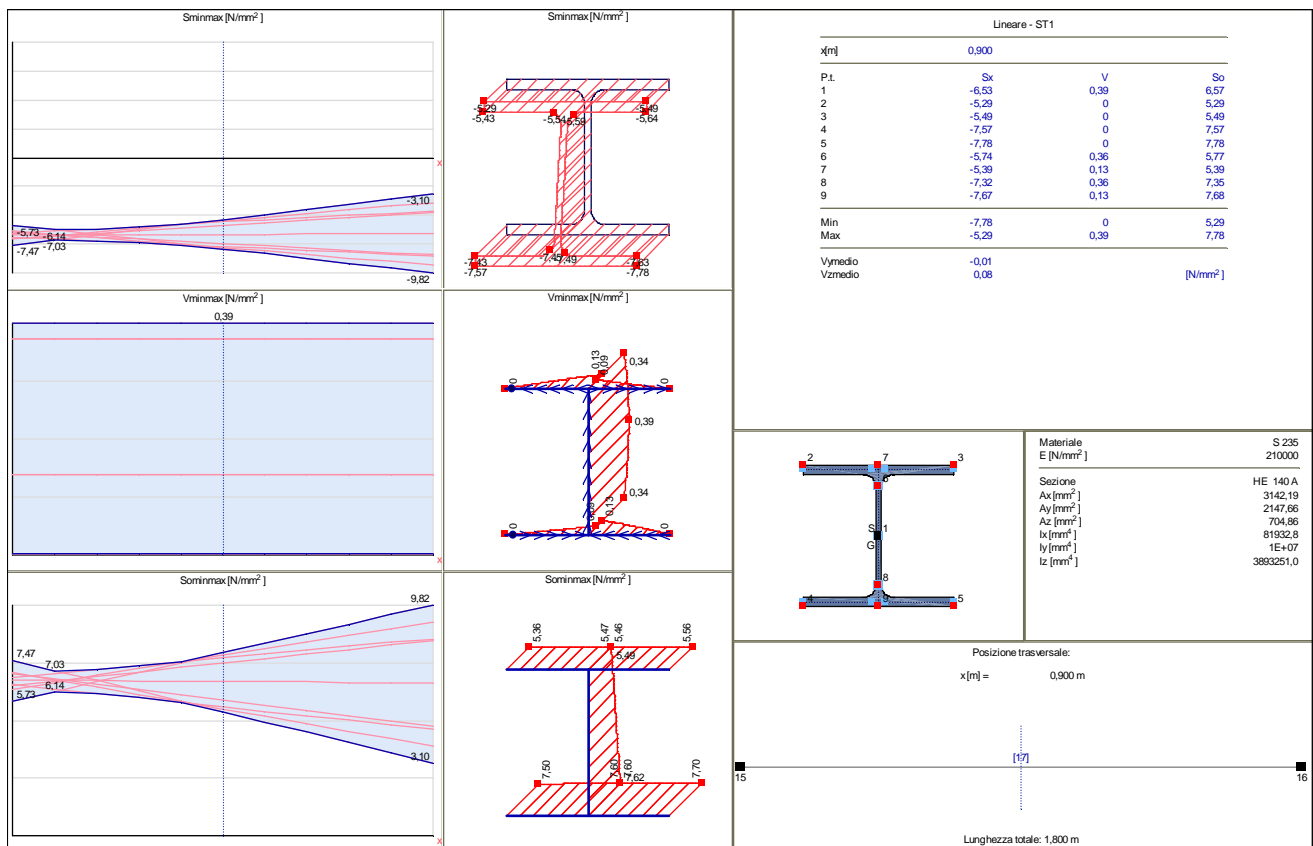 Sminmax [N/mm²]
-5,73
-6,14
-7,47
-7,03
-3,10
-9,82
x
Sminmax [N/mm²]
-5,29
-5,43
-5,54
-5,59
-5,49
-5,64
-7,43
-7,57
-7,45
-7,49
-7,63
-7,78
Lineare - ST1
x[m] 0,900
P.t. Sx V So
1 -6,53 0,39 6,57
2 -5,29 0 5,29
3 -5,49 0 5,49
4 -7,57 0 7,57
5 -7,78 0 7,78
6 -5,74 0,36 5,77
7 -5,39 0,13 5,39
8 -7,32 0,36 7,35
9 -7,67 0,13 7,68
Min -7,78 0 5,29
Max -5,29 0,39 7,78
Vymedio -0,01
Vzmedio 0,08 [N/mm²]
Vminmax [N/mm²]
0,39
x
Vminmax [N/mm²]
0
0,13
0,09
0,34
0
0,39
0,34
0
0,13
0
Sominmax [N/mm²]
9,82
7,47
7,03
6,14
5,73
3,10
x
Sominmax [N/mm²]
5,36
5,47
5,46
5,56
5,49
7,50
7,60
7,60
7,62
7,70
2
7
3
6
S
1
G
8
4
9
5
Materiale S 235
E [N/mm²] 210000
Sezione HE 140 A
Ax [mm²] 3142,19
Ay [mm²] 2147,66
Az [mm²] 704,86
Ix [mm⁴] 81932,8
Iy [mm⁴] 1E+07
Iz [mm⁴] 3893251,0
Posizione trasversale:
x [m] = 0,900 m
[17]
15
16
Lunghezza totale: 1,800 m